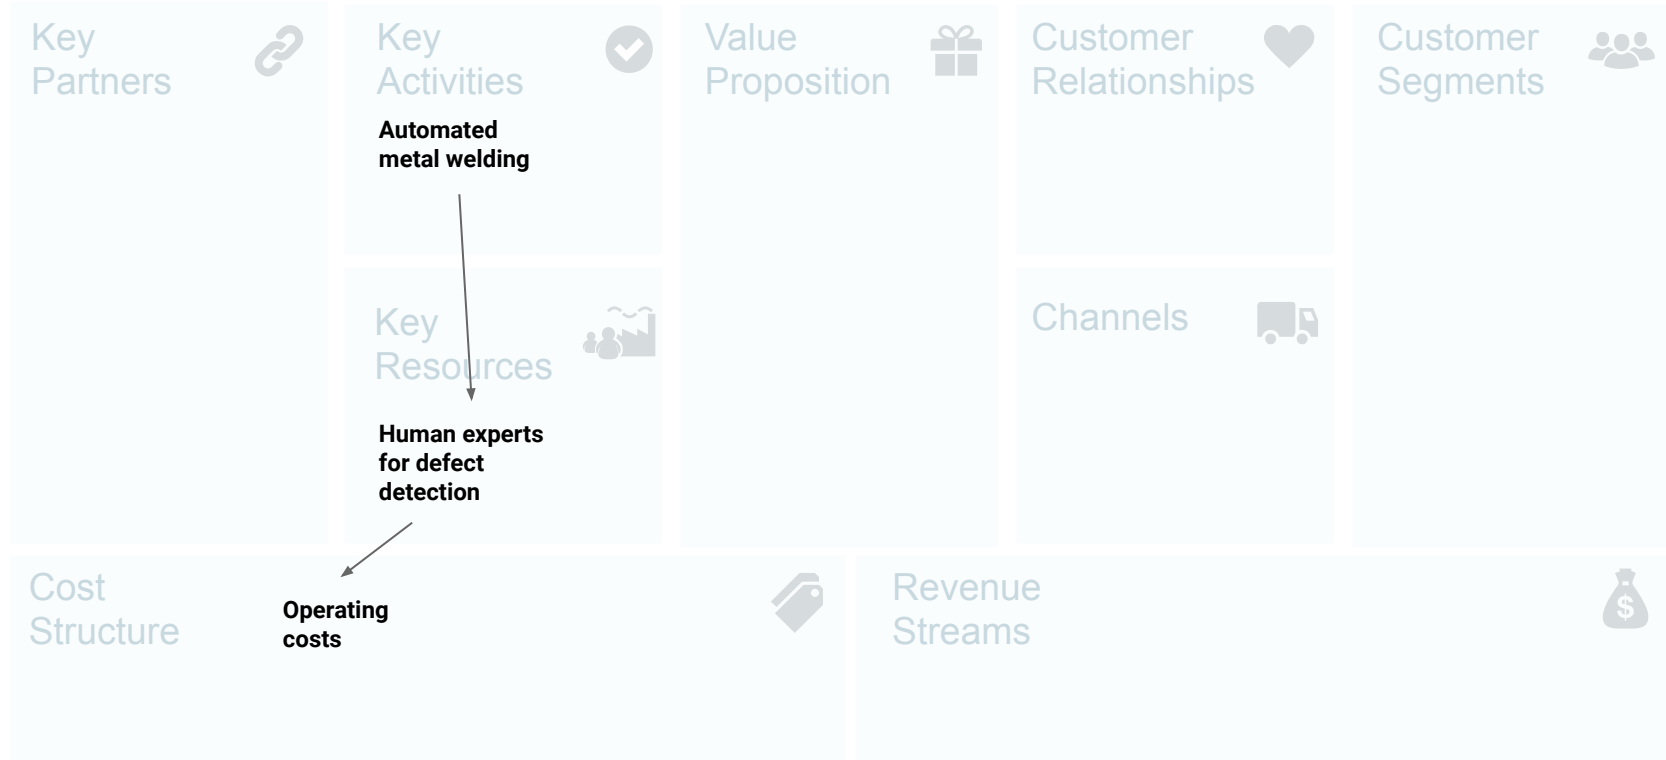 Key
Partners
Key
Activities
Automated
metal welding
Key
Resources
Human experts
for defect
detection
Value
Proposition
Customer
Relationships
Channels
Customer
Segments
Cost
Structure
Operating
costs
Revenue
Streams
$